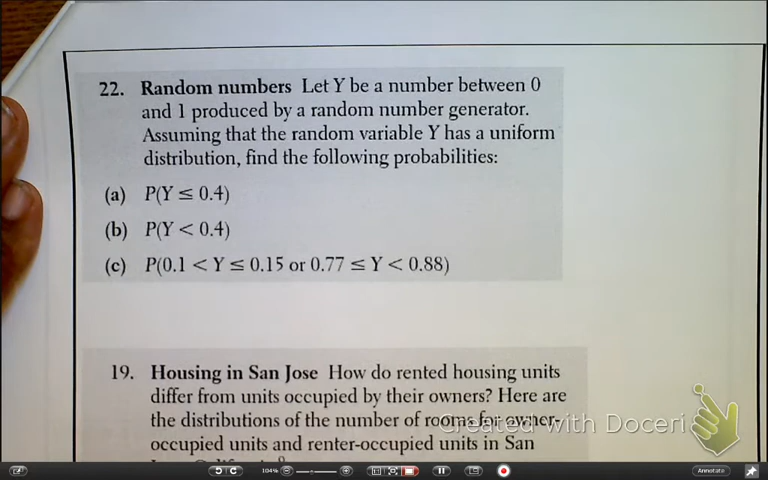 22. Random numbers Let Y be a number between 0
and 1 produced by a random number generator.
Assuming that the random variable Y has a uniform
distribution, find the following probabilities:
(a) P(Y ≤ 0.4)
(b) P(Y < 0.4)
(c) P(0.1 < Y ≤ 0.15 or 0.77 ≤ Y < 0.88)
19. Housing in San Jose How do rented housing units
differ from units occupied by their owners? Here are
the distributions of the number of rooms for owner-
Created with Doceri
occupied units and renter-occupied units in San
104%
Annotate